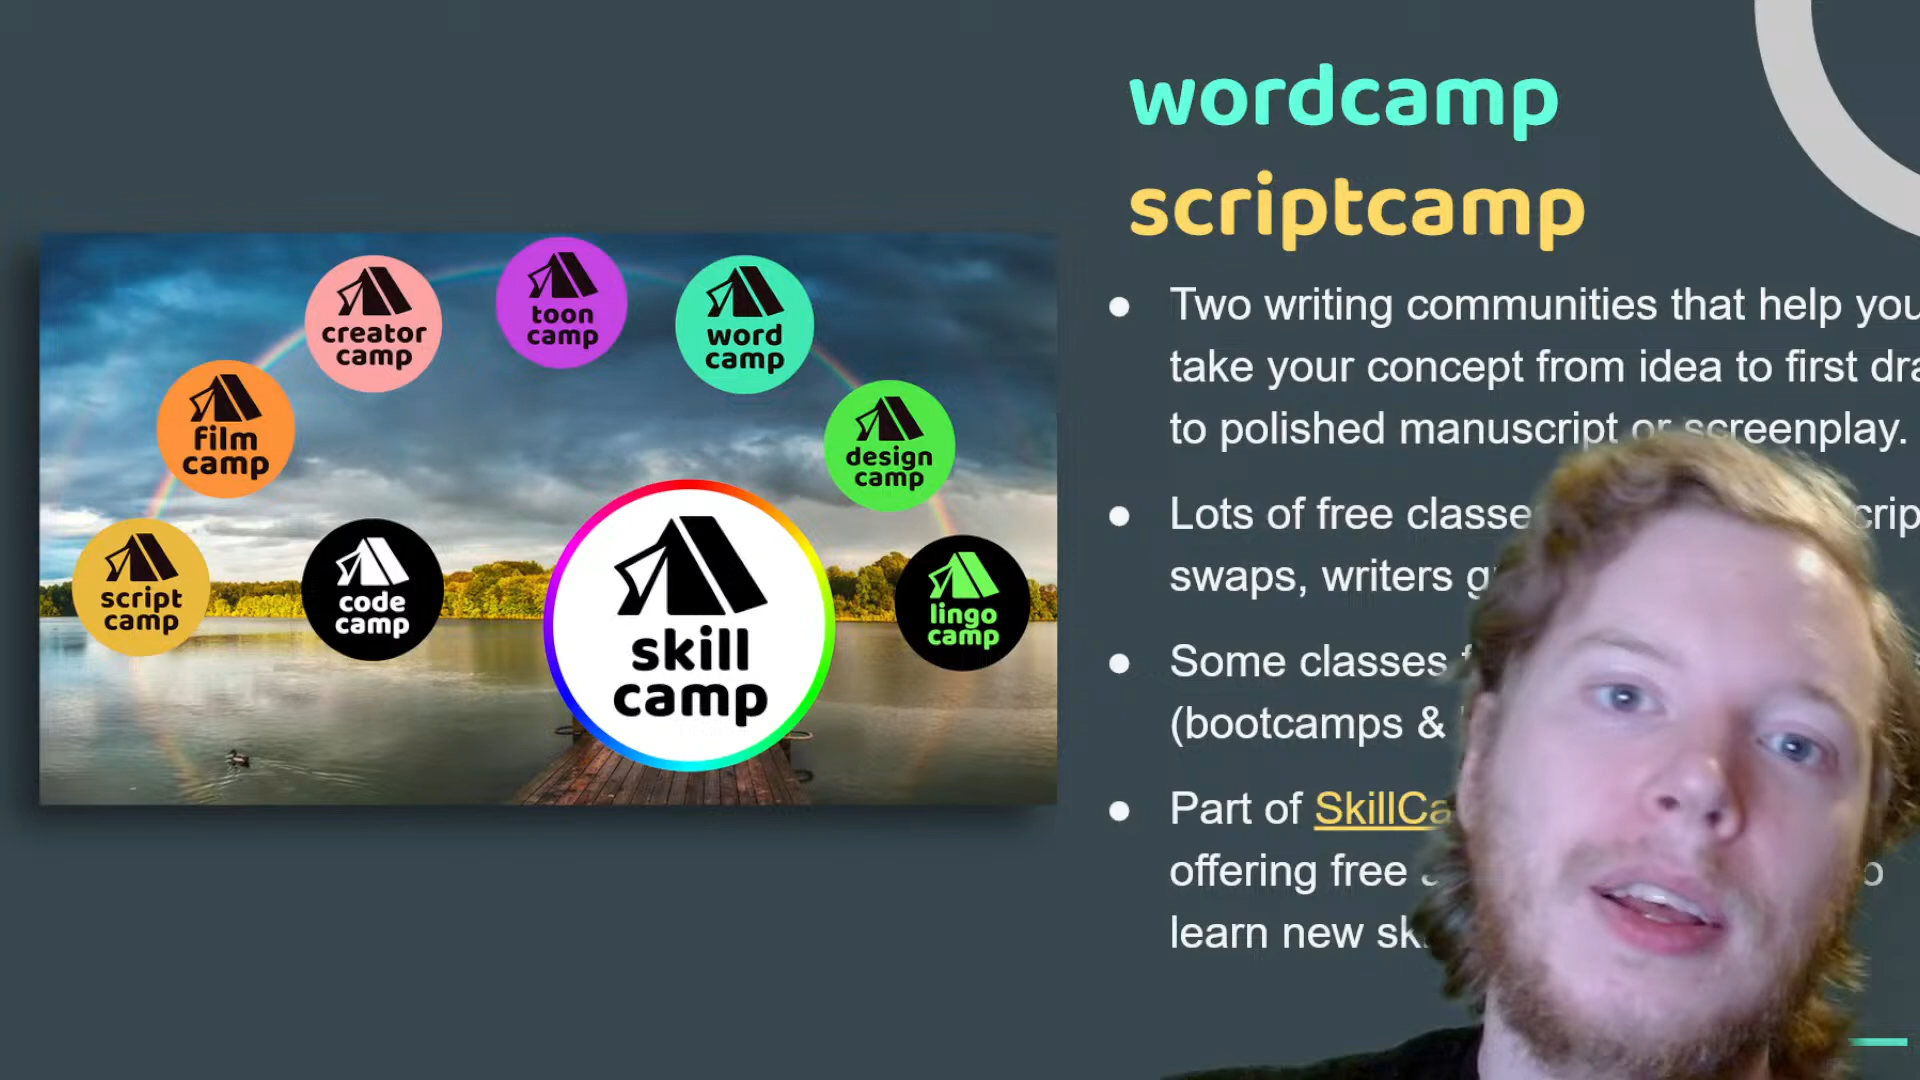 wordcamp
scriptcamp
creator
camp
toon
camp
word
camp
film
camp
design
camp
script
camp
code
camp
skill
camp
lingo
camp
Two writing communities that help you
take your concept from idea to first
to polished manuscript or screenplay.
Lots of free
swaps, writers
Some classes
(bootcamps &
Part of
offering free
learn new